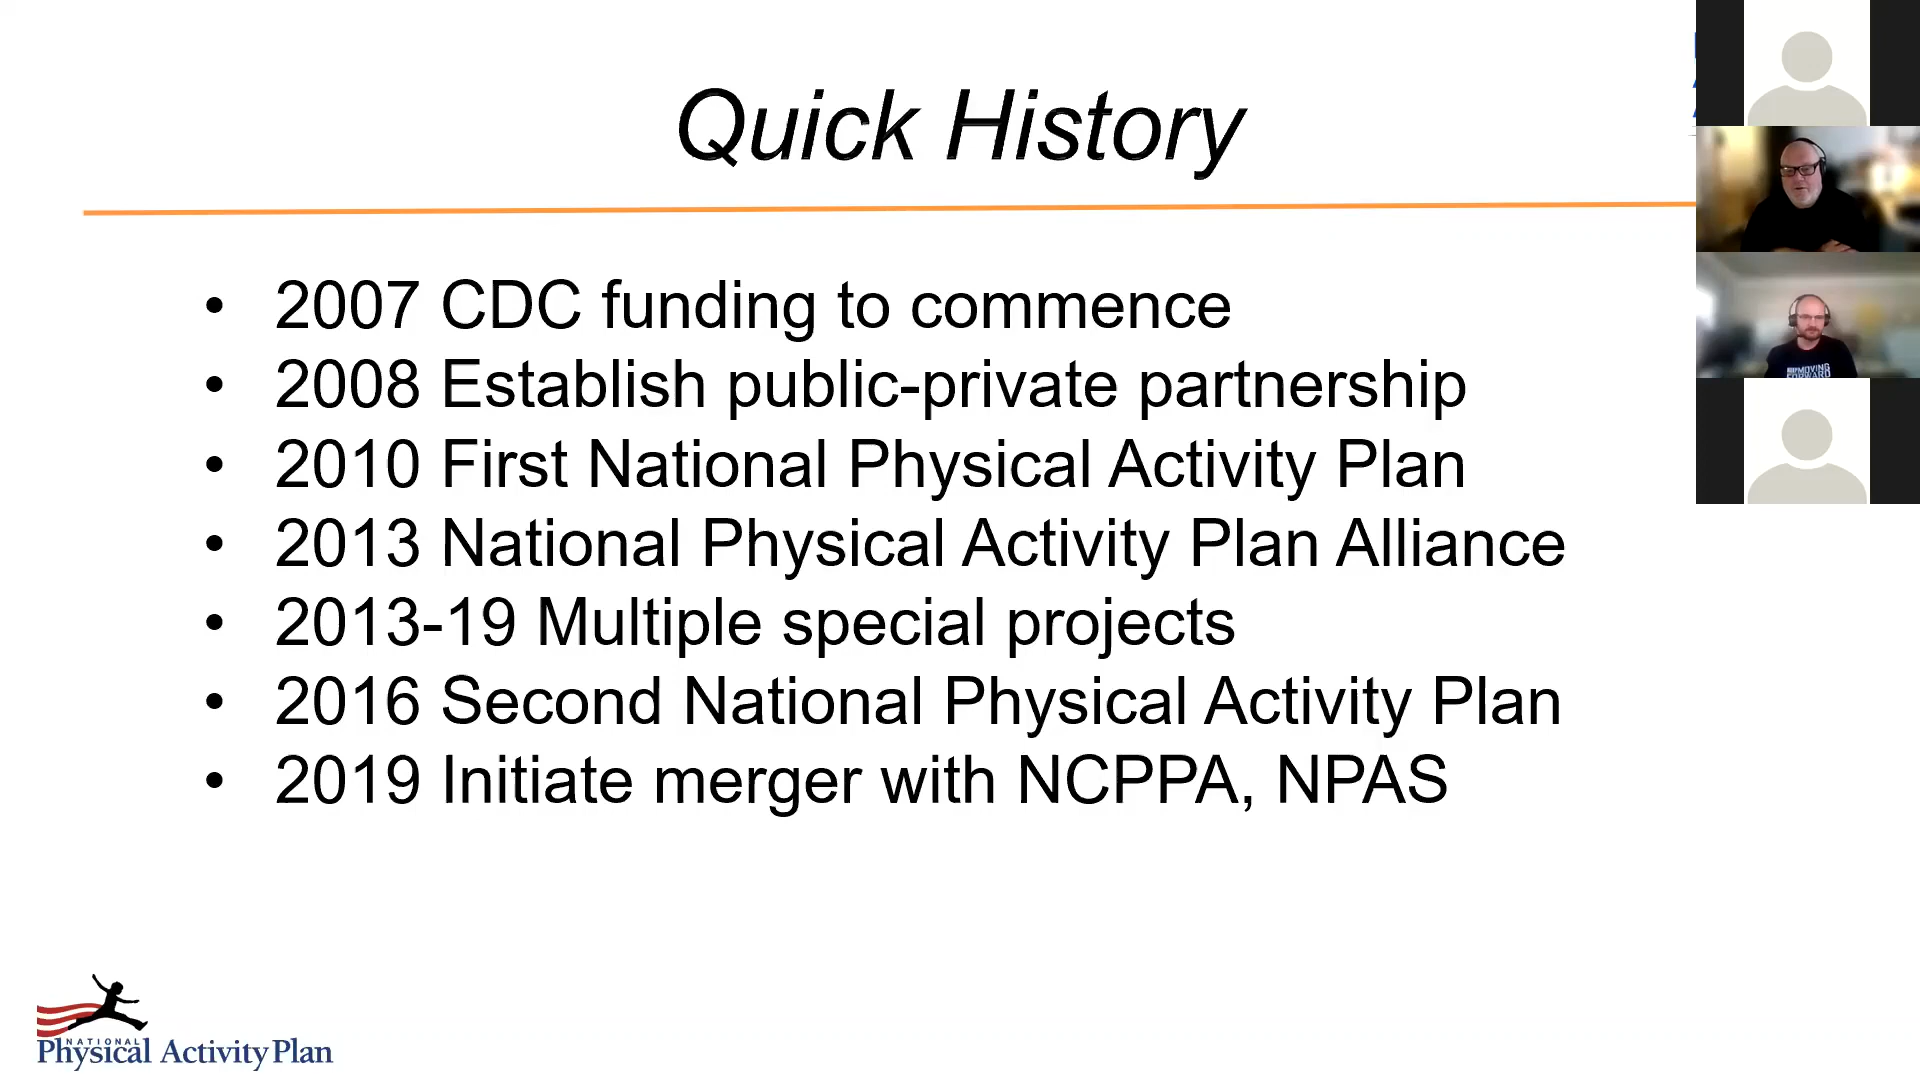 Quick History
• 2007 CDC funding to commence
• 2008 Establish public-private partnership
• 2010 First National Physical Activity Plan
• 2013 National Physical Activity Plan Alliance
• 2013-19 Multiple special projects
• 2016 Second National Physical Activity Plan
• 2019 Initiate merger with NCPPA, NPAS
MOVING
FORWARD
NATIONAL
Physical Activity Plan